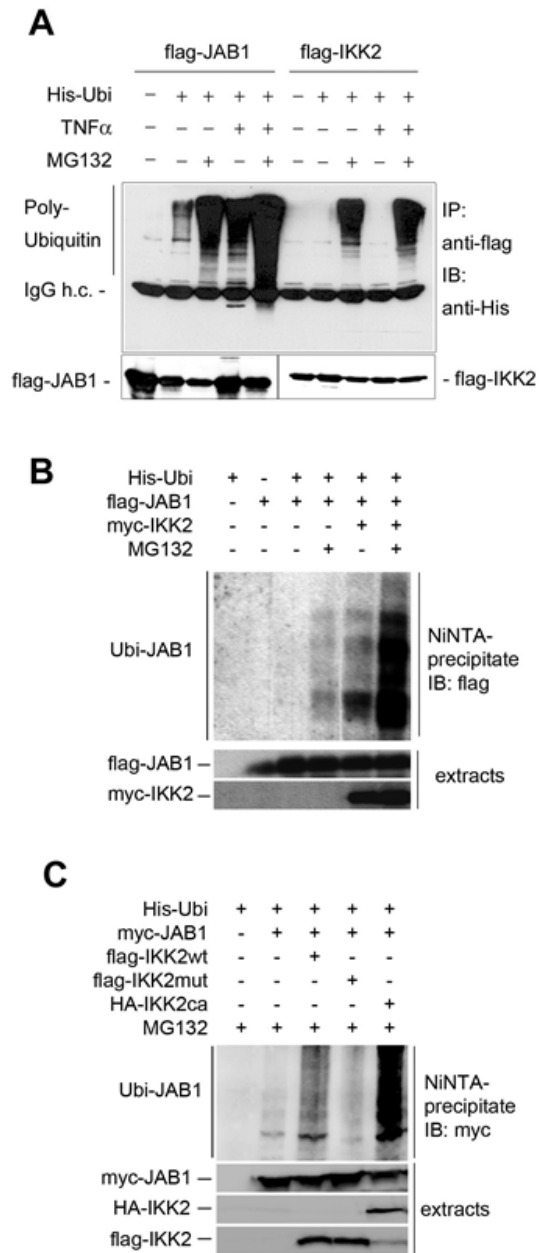 A
flag-JAB1 flag-IKK2
His-Ubi − + + + + − + + + +
TNFα − − − + + − − − + +
MG132 − − + − + − − + − +
Poly-
Ubiquitin
IgG h.c. -
IP:
anti-flag
IB:
anti-His
flag-JAB1 - - flag-IKK2
B
His-Ubi + - + + + +
flag-JAB1 - + + + + +
myc-IKK2 - - - - + +
MG132 - - - + - +
Ubi-JAB1
NiNTA-
precipitate
IB: flag
flag-JAB1 –
myc-IKK2 –
extracts
C
His-Ubi + + + + +
myc-JAB1 - + + + +
flag-IKK2wt - - + - -
flag-IKK2mut - - - + -
HA-IKK2ca - - - - +
MG132 + + + + +
Ubi-JAB1
NiNTA-
precipitate
IB: myc
myc-JAB1 –
HA-IKK2 –
flag-IKK2 –
extracts